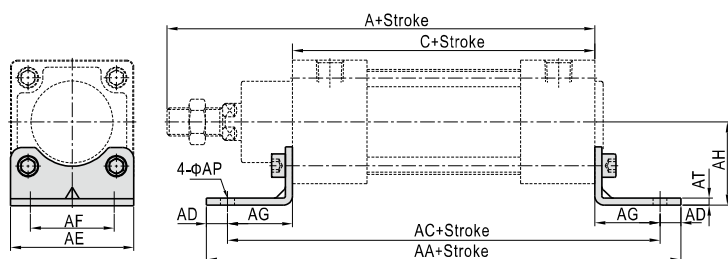 A+Stroke
C+Stroke
4-ΦAP
AH
AT
AD
AG
AG
AD
AF
AC+Stroke
AE
AA+Stroke